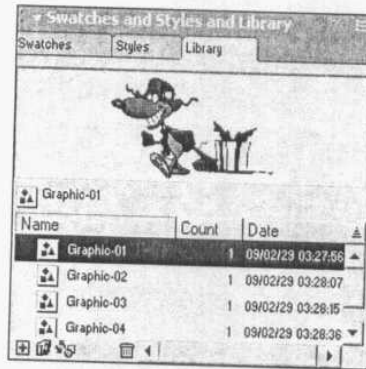 Swatches and Styles and Library
Swatches Styles Library
Graphic-01
Name Count Date
Graphic-01 1 09/02/29 03:27:56
Graphic-02 1 09/02/29 03:28:07
Graphic-03 1 09/02/29 03:28:15
Graphic-04 1 09/02/29 03:28:36